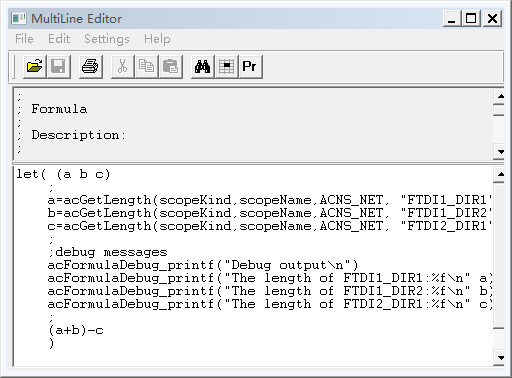 MultiLine Editor
File Edit Settings Help
Pr
;
; Formula
;
; Description:
;
let( (a b c)
;
a=acGetLength(scopeKind,scopeName,ACNS_NET, "FTDI1_DIR1"
b=acGetLength(scopeKind,scopeName,ACNS_NET, "FTDI1_DIR2"
c=acGetLength(scopeKind,scopeName,ACNS_NET, "FTDI2_DIR1"
;
;debug messages
acFormulaDebug_printf("Debug output\n")
acFormulaDebug_printf("The length of FTDI1_DIR1:%f\n" a)
acFormulaDebug_printf("The length of FTDI1_DIR2:%f\n" b)
acFormulaDebug_printf("The length of FTDI2_DIR1:%f\n" c)
;
(a+b)-c
)